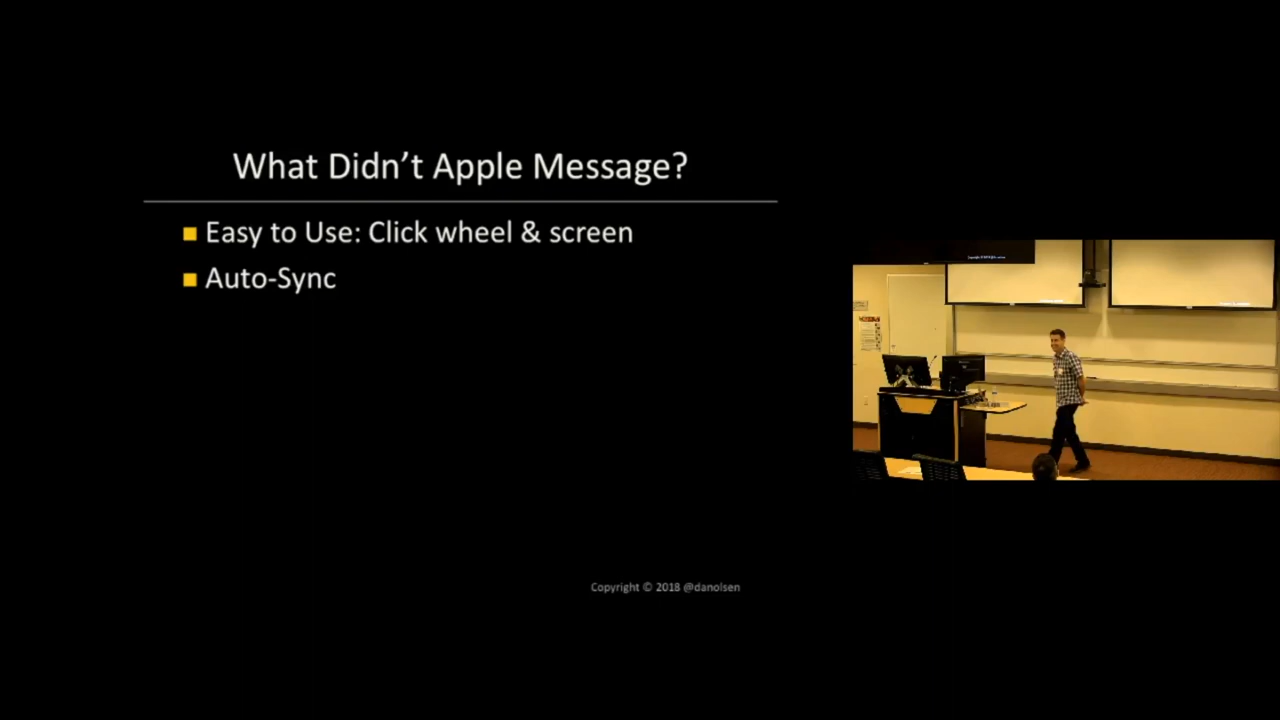 What Didn’t Apple Message?
Easy to Use: Click wheel & screen
Auto-Sync
Copyright © 2018 @danolsen